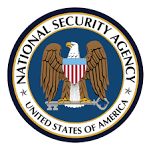 NATIONAL SECURITY AGENCY
UNITED STATES OF AMERICA